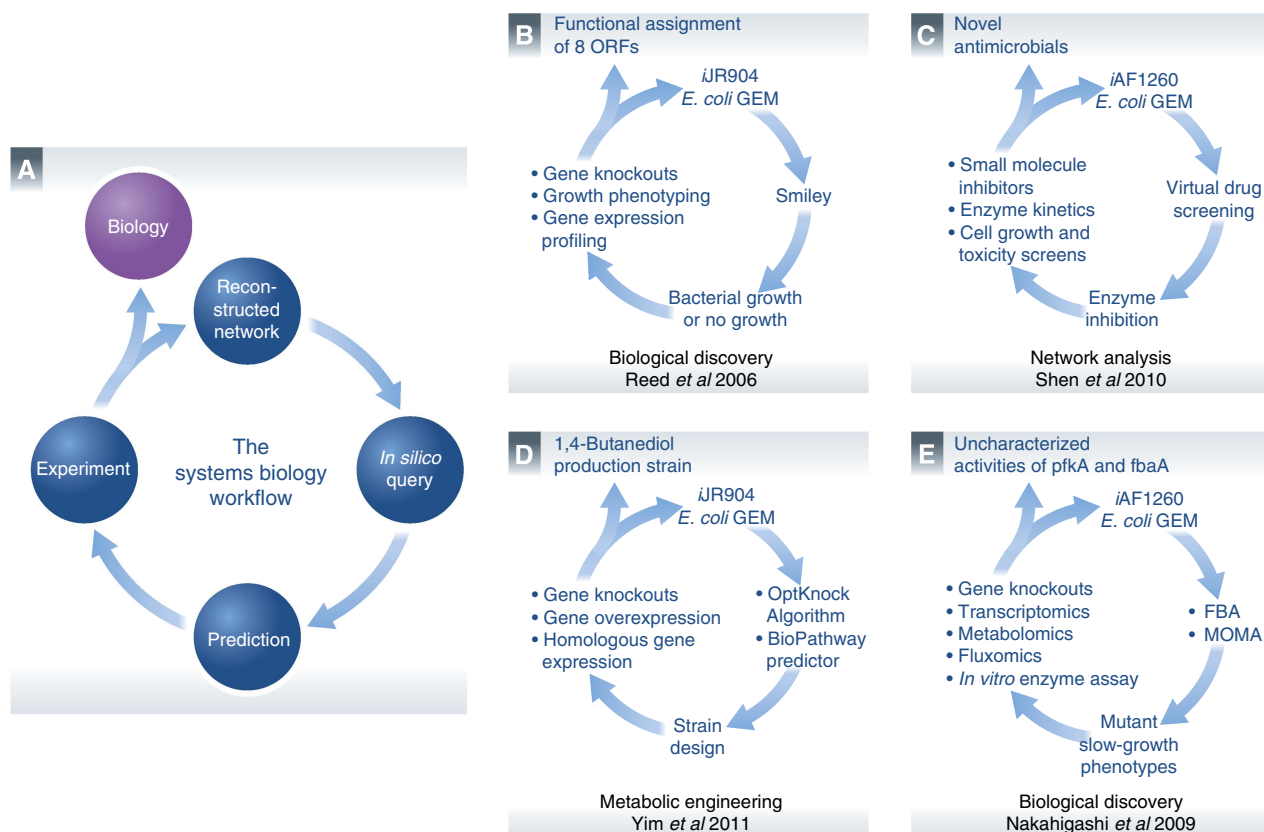 A
Biology
Recon-
structed
network
In silico
query
Prediction
Experiment
The
systems biology
workflow
B
Functional assignment
of 8 ORFs
iJR904
E. coli GEM
Smiley
Bacterial growth
or no growth
• Gene knockouts
• Growth phenotyping
• Gene expression
profiling
Biological discovery
Reed et al 2006
C
Novel
antimicrobials
iAF1260
E. coli GEM
Virtual drug
screening
Enzyme
inhibition
• Small molecule
inhibitors
• Enzyme kinetics
• Cell growth and
toxicity screens
Network analysis
Shen et al 2010
D
1,4-Butanediol
production strain
iJR904
E. coli GEM
• OptKnock
Algorithm
• BioPathway
predictor
Strain
design
• Gene knockouts
• Gene overexpression
• Homologous gene
expression
Metabolic engineering
Yim et al 2011
E
Uncharacterized
activities of pfkA and fbaA
iAF1260
E. coli GEM
• FBA
• MOMA
Mutant
slow-growth
phenotypes
• Gene knockouts
• Transcriptomics
• Metabolomics
• Fluxomics
• In vitro enzyme assay
Biological discovery
Nakahigashi et al 2009